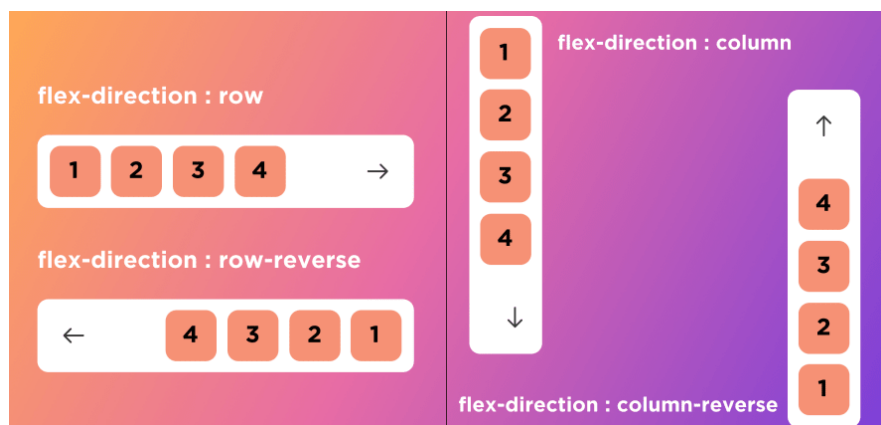 flex-direction : row
1 2 3 4 →
flex-direction : row-reverse
← 4 3 2 1
flex-direction : column
1
2
3
4
↓
↑
4
3
2
1
flex-direction : column-reverse